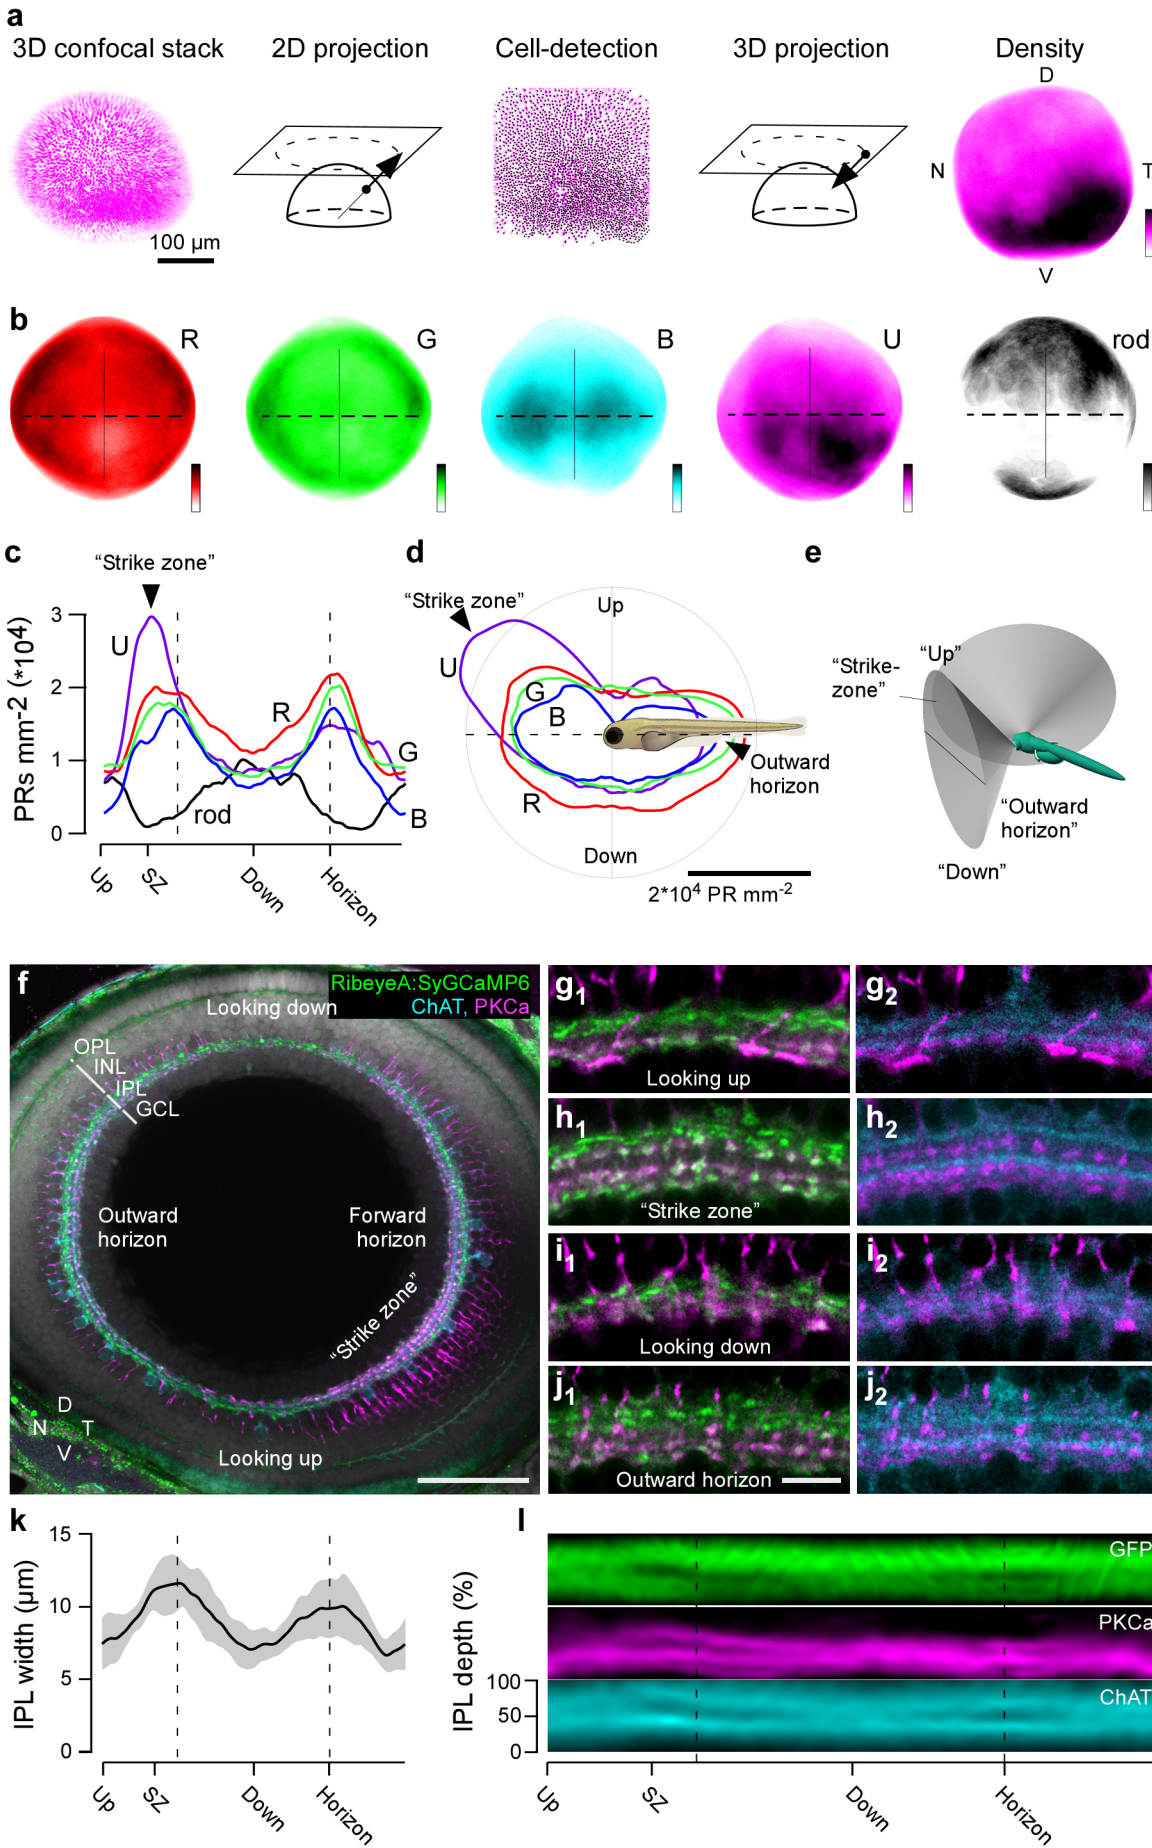 a
3D confocal stack
2D projection
Cell-detection
3D projection
Density
D
N
T
V
100 µm
b
R
G
B
U
rod
c
"Strike zone"
PRs mm-2 (*10^4)
3
2
1
0
U
R
G
rod
B
Up
SZ
Down
Horizon
d
"Strike zone"
Up
U
G
B
R
Outward
horizon
Down
2*10^4 PR mm-2
e
"Up"
"Strike-
zone"
"Outward
horizon"
"Down"
f
RibeyeA:SyGCaMP6
ChAT, PKCa
Looking down
OPL
INL
IPL
GCL
Outward
horizon
Forward
horizon
"Strike zone"
D
N
T
V
Looking up
g1
Looking up
g2
h1
"Strike zone"
h2
i1
Looking down
i2
j1
Outward horizon
j2
k
IPL width (µm)
15
10
5
0
Up
SZ
Down
Horizon
l
IPL depth (%)
GFP
PKCa
ChAT
100
50
0
Up
SZ
Down
Horizon